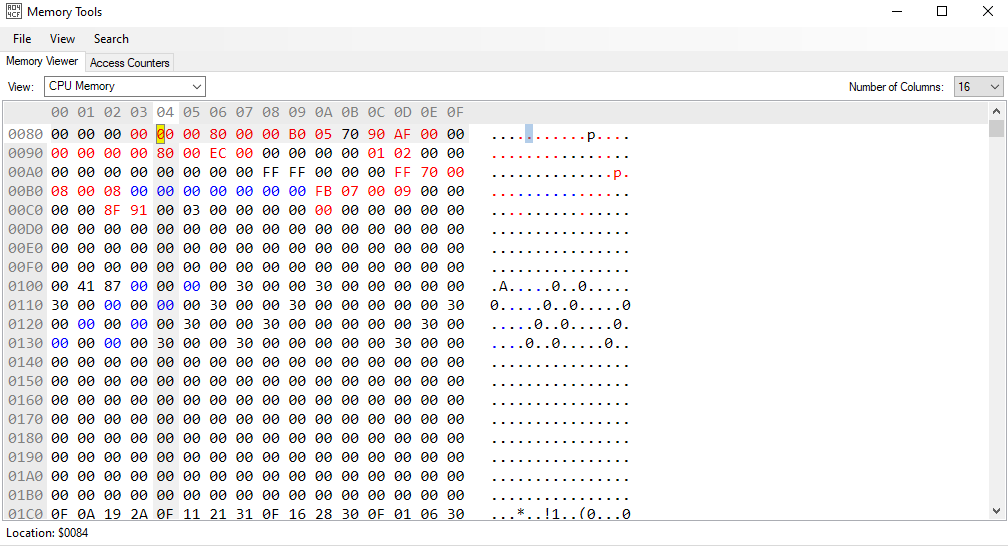 Memory Tools
File View Search
Memory Viewer Access Counters
View: CPU Memory Number of Columns: 16
00 01 02 03 04 05 06 07 08 09 0A 0B 0C 0D 0E 0F
0080 00 00 00 00 00 00 80 00 00 B0 05 70 90 AF 00 00 ...........p....
0090 00 00 00 00 80 00 EC 00 00 00 00 00 01 02 00 00 ................
00A0 00 00 00 00 00 00 00 00 FF FF 00 00 00 FF 70 00 ..............p.
00B0 08 00 08 00 00 00 00 00 00 00 FB 07 00 09 00 00 ................
00C0 00 00 8F 91 00 03 00 00 00 00 00 00 00 00 00 00 ................
00D0 00 00 00 00 00 00 00 00 00 00 00 00 00 00 00 00 ................
00E0 00 00 00 00 00 00 00 00 00 00 00 00 00 00 00 00 ................
00F0 00 00 00 00 00 00 00 00 00 00 00 00 00 00 00 00 ................
0100 00 41 87 00 00 00 00 30 00 00 30 00 00 00 00 00 .A.....0..0.....
0110 30 00 00 00 00 00 30 00 00 30 00 00 00 00 00 30 0.....0..0.....0
0120 00 00 00 00 00 30 00 00 30 00 00 00 00 00 30 00 .....0..0.....0.
0130 00 00 00 00 30 00 00 30 00 00 00 00 00 30 00 00 ....0..0.....0..
0140 00 00 00 00 00 00 00 00 00 00 00 00 00 00 00 00 ................
0150 00 00 00 00 00 00 00 00 00 00 00 00 00 00 00 00 ................
0160 00 00 00 00 00 00 00 00 00 00 00 00 00 00 00 00 ................
0170 00 00 00 00 00 00 00 00 00 00 00 00 00 00 00 00 ................
0180 00 00 00 00 00 00 00 00 00 00 00 00 00 00 00 00 ................
0190 00 00 00 00 00 00 00 00 00 00 00 00 00 00 00 00 ................
01A0 00 00 00 00 00 00 00 00 00 00 00 00 00 00 00 00 ................
01B0 00 00 00 00 00 00 00 00 00 00 00 00 00 00 00 00 ................
01C0 0F 0A 19 2A 0F 11 21 31 0F 16 28 30 0F 01 06 30 ...*..!1..(0...0
Location: $0084